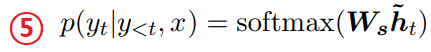 ⑤ p(y_t|y_{<t}, x) = softmax(W_s h̃_t)